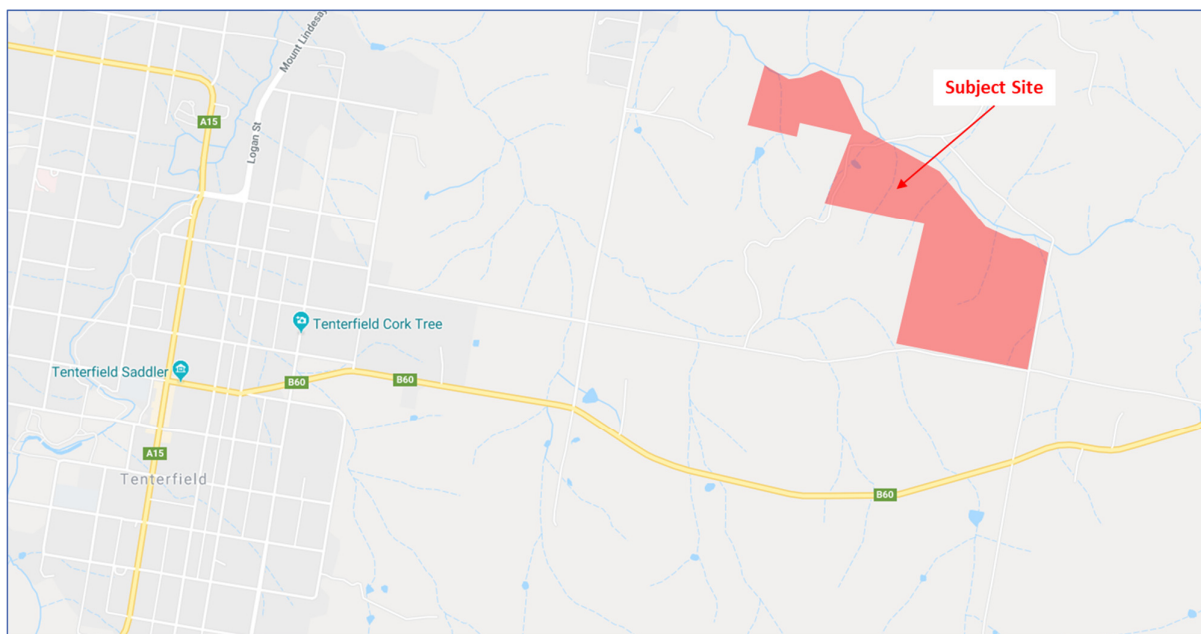 Mount Lindesay
Subject Site
A15
Logan St
Tenterfield Cork Tree
Tenterfield Saddler
B60
B60
A15
Tenterfield
B60